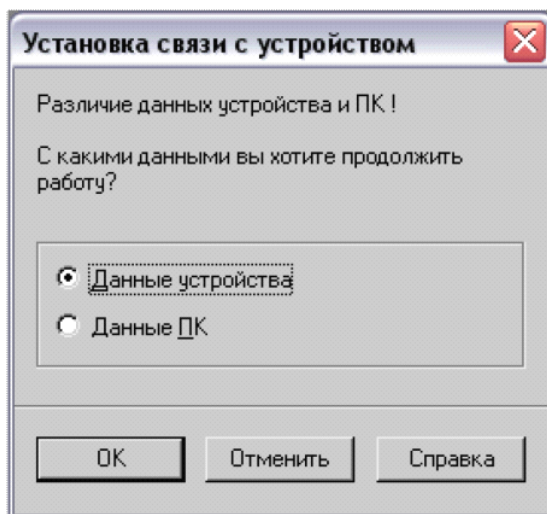 Установка связи с устройством
Различие данных устройства и ПК !
С какими данными вы хотите продолжить
работу?
Данные устройства
Данные ПК
OK
Отменить
Справка